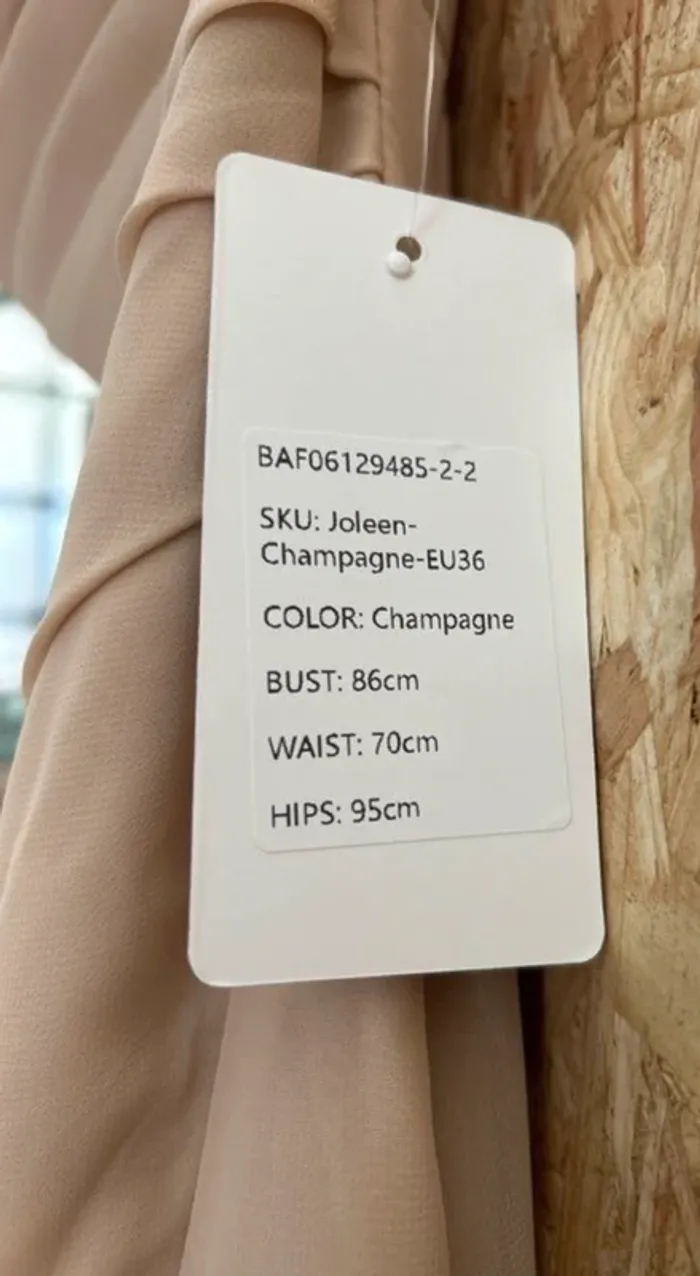 BAF06129485-2-2
SKU: Joleen-
Champagne-EU36
COLOR: Champagne
BUST: 86cm
WAIST: 70cm
HIPS: 95cm